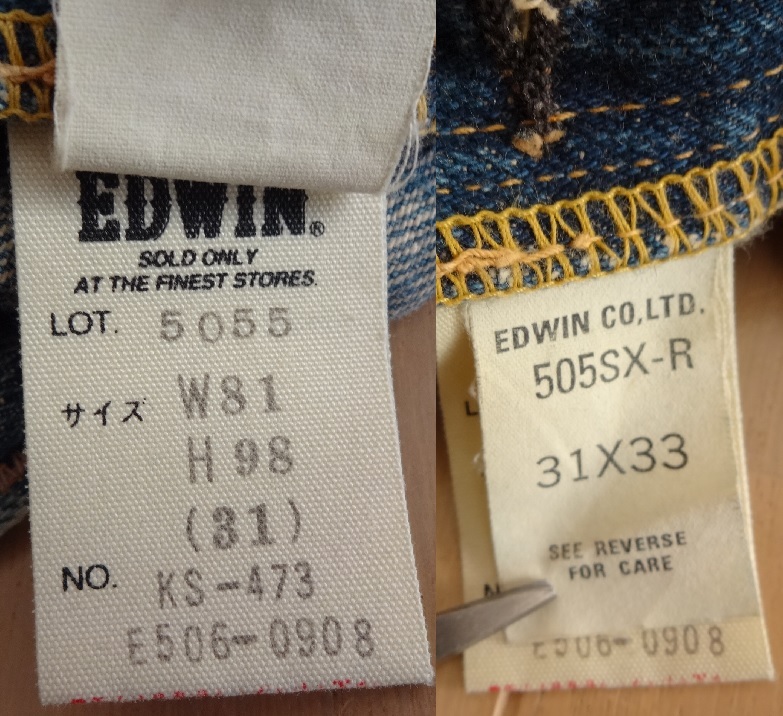 EDWIN®
SOLD ONLY
AT THE FINEST STORES.
LOT. 5055
サイズ W81
H 98
(31)
NO. KS-473
E506-0908
EDWIN CO,LTD.
505SX-R
31X33
SEE REVERSE
FOR CARE
E506-0908